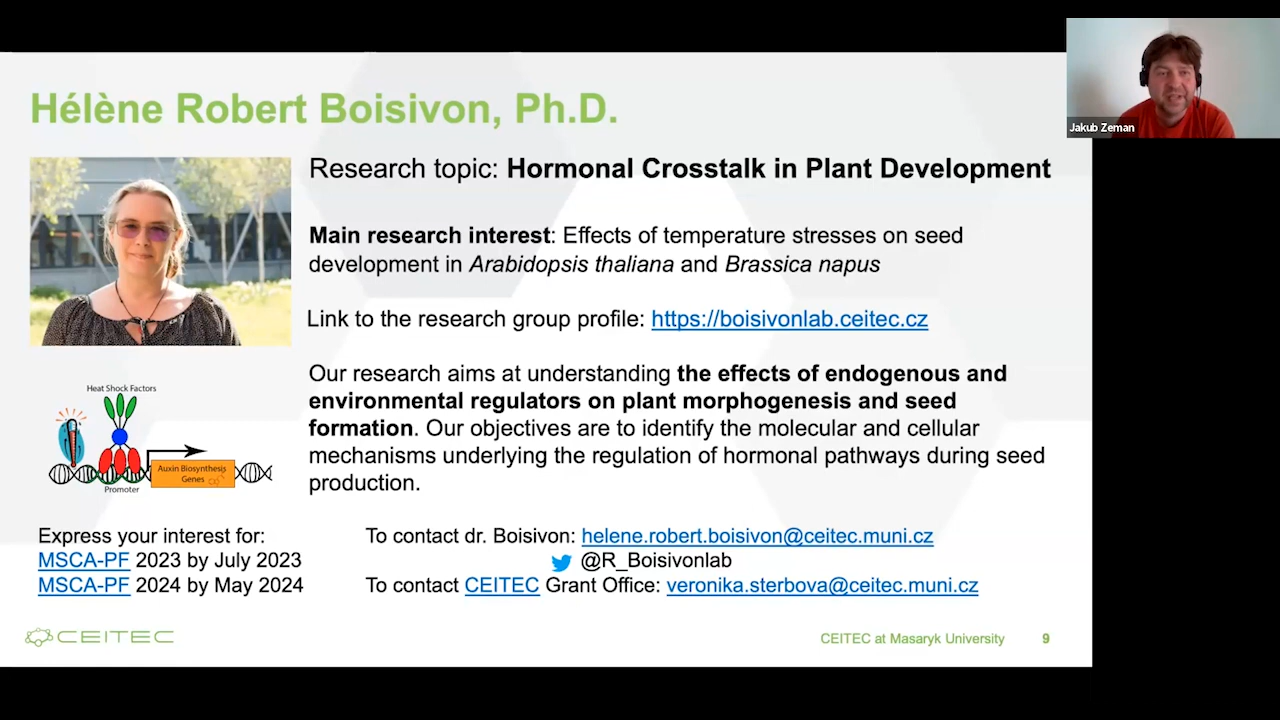 Jakub Zeman
Hélène Robert Boisivon, Ph.D.
Research topic: Hormonal Crosstalk in Plant Development
Main research interest: Effects of temperature stresses on seed
development in Arabidopsis thaliana and Brassica napus
Link to the research group profile: https://boisivonlab.ceitec.cz
Our research aims at understanding the effects of endogenous and
environmental regulators on plant morphogenesis and seed
formation. Our objectives are to identify the molecular and cellular
mechanisms underlying the regulation of hormonal pathways during seed
production.
Heat Shock Factors
Auxin Biosynthesis
Genes
Promoter
Express your interest for:
MSCA-PF 2023 by July 2023
MSCA-PF 2024 by May 2024
To contact dr. Boisivon: helene.robert.boisivon@ceitec.muni.cz
@R_Boisivonlab
To contact CEITEC Grant Office: veronika.sterbova@ceitec.muni.cz
CEITEC
CEITEC at Masaryk University 9